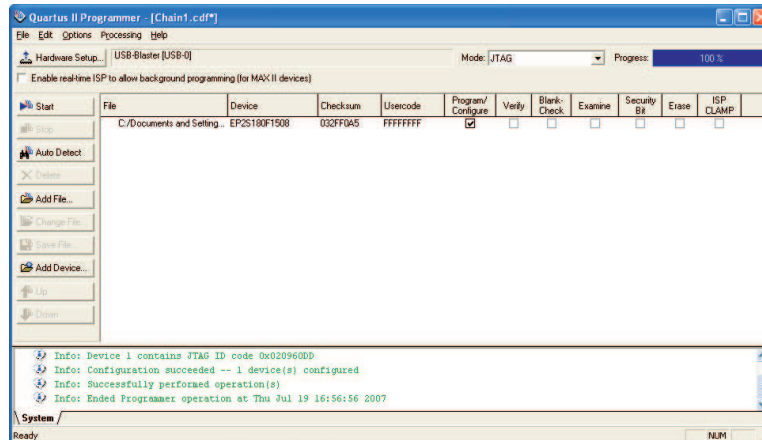 Quartus II Programmer - [Chain1.cdf*]
File Edit Options Processing Help
Hardware Setup... USB-Blaster [USB-0] Mode: JTAG Progress: 100 %
Enable real-time ISP to allow background programming (for MAX II devices)
Start
Stop
Auto Detect
Delete
Add File...
Change File...
Save File...
Add Device...
Up
Down
File Device Checksum Usercode Program/ Configure Verify Blank- Check Examine Security Bit Erase ISP CLAMP
C:/Documents and Setting... EP2S180F1508 032FF0A5 FFFFFFFF
Info: Device 1 contains JTAG ID code 0x020960DD
Info: Configuration succeeded -- 1 device(s) configured
Info: Successfully performed operation(s)
Info: Ended Programmer operation at Thu Jul 19 16:56:56 2007
System
Ready NUM